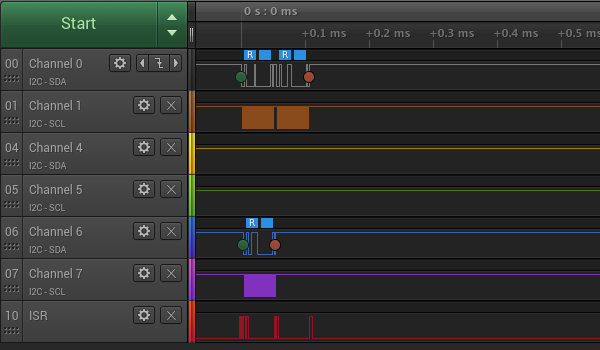 Start
0 s : 0 ms
+0.1 ms
+0.2 ms
+0.3 ms
+0.4 ms
+0.5 ms
00 Channel 0
I2C - SDA
R R
01 Channel 1
I2C - SCL
04 Channel 4
I2C - SDA
05 Channel 5
I2C - SCL
06 Channel 6
I2C - SDA
R
07 Channel 7
I2C - SCL
10 ISR